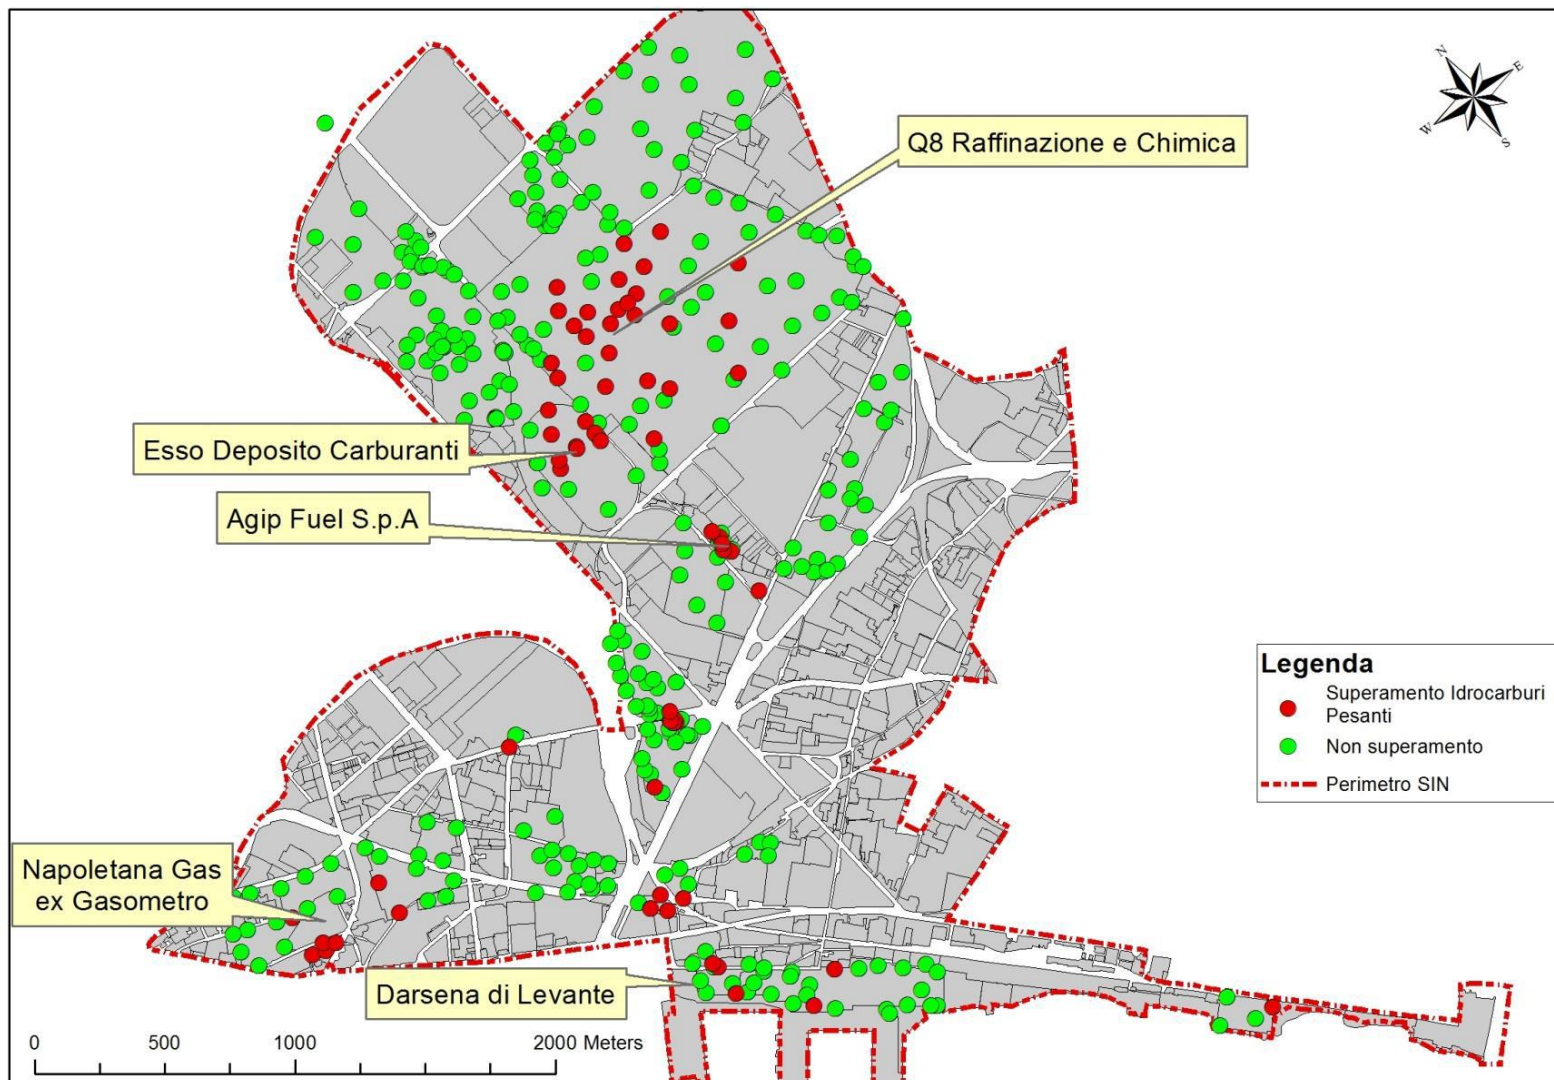 N
E
W
S
Q8 Raffinazione e Chimica
Esso Deposito Carburanti
Agip Fuel S.p.A
Legenda
Superamento Idrocarburi
Pesanti
Non superamento
Perimetro SIN
Napoletana Gas
ex Gasometro
Darsena di Levante
0 500 1000 2000 Meters